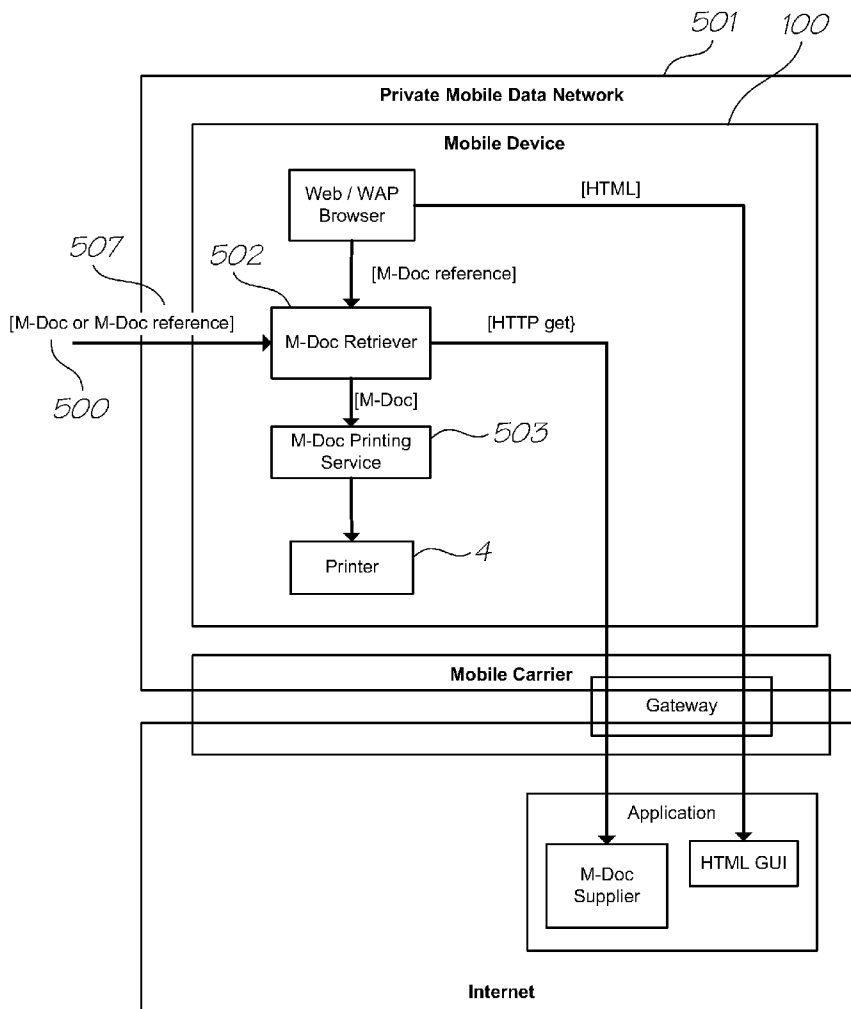 501
100
Private Mobile Data Network
Mobile Device
Web / WAP
Browser
[HTML]
507
502
[M-Doc reference]
[M-Doc or M-Doc reference]
M-Doc Retriever
[HTTP get}
500
[M-Doc]
M-Doc Printing
Service
503
Printer
4
Mobile Carrier
Gateway
Application
M-Doc
Supplier
HTML GUI
Internet